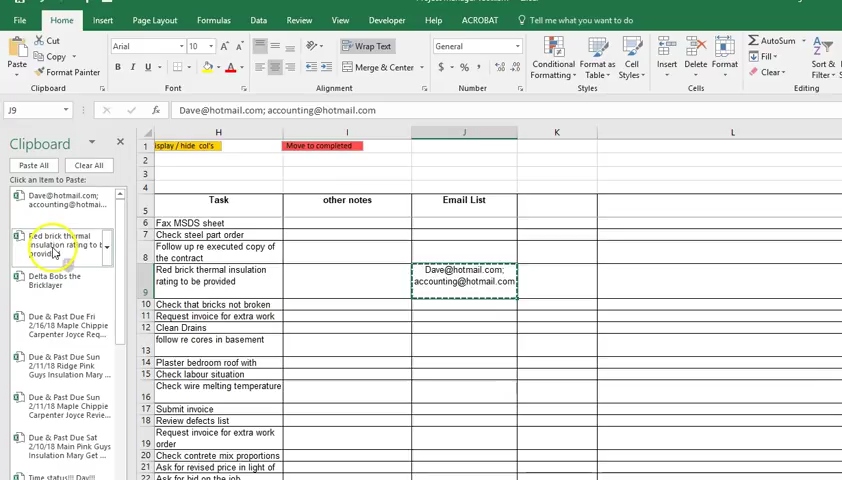 File Home Insert Page Layout Formulas Data Review View Developer Help ACROBAT Tell me what you want to do
Cut
Copy
Format Painter
Paste
Clipboard
Arial 10
B I U
Font
Wrap Text
Merge & Center
Alignment
General
$ % ,
Number
Conditional Formatting
Format as Table
Cell Styles
Styles
Insert Delete Format
Cells
AutoSum
Fill
Clear
Sort & Filter
Editing
J9 fx Dave@hotmail.com; accounting@hotmail.com
Clipboard
Paste All Clear All
Click an Item to Paste:
Dave@hotmail.com;
accounting@hotmai...
Red brick thermal
insulation rating to b
provided
Delta Bobs the
Bricklayer
Due & Past Due Fri
2/16/18 Maple Chippie
Carpenter Joyce Req...
Due & Past Due Sun
2/11/18 Ridge Pink
Guys Insulation Mary ...
Due & Past Due Sun
2/11/18 Maple Chippie
Carpenter Joyce Revie...
Due & Past Due Sat
2/10/18 Main Pink Guys
Insulation Mary Get ...
Time status!! Day!!!
H I J K L
1 isplay / hide col's Move to completed
2
3
4
5 Task other notes Email List
6 Fax MSDS sheet
7 Check steel part order
8 Follow up re executed copy of
the contract
9 Red brick thermal insulation
rating to be provided
Dave@hotmail.com;
accounting@hotmail.com
10 Check that bricks not broken
11 Request invoice for extra work
12 Clean Drains
13 follow re cores in basement
14 Plaster bedroom roof with
15 Check labour situation
16 Check wire melting temperature
17 Submit invoice
18 Review defects list
19 Request invoice for extra work
order
20 Check contrete mix proportions
21 Ask for revised price in light of
22 Ask for bid on the job